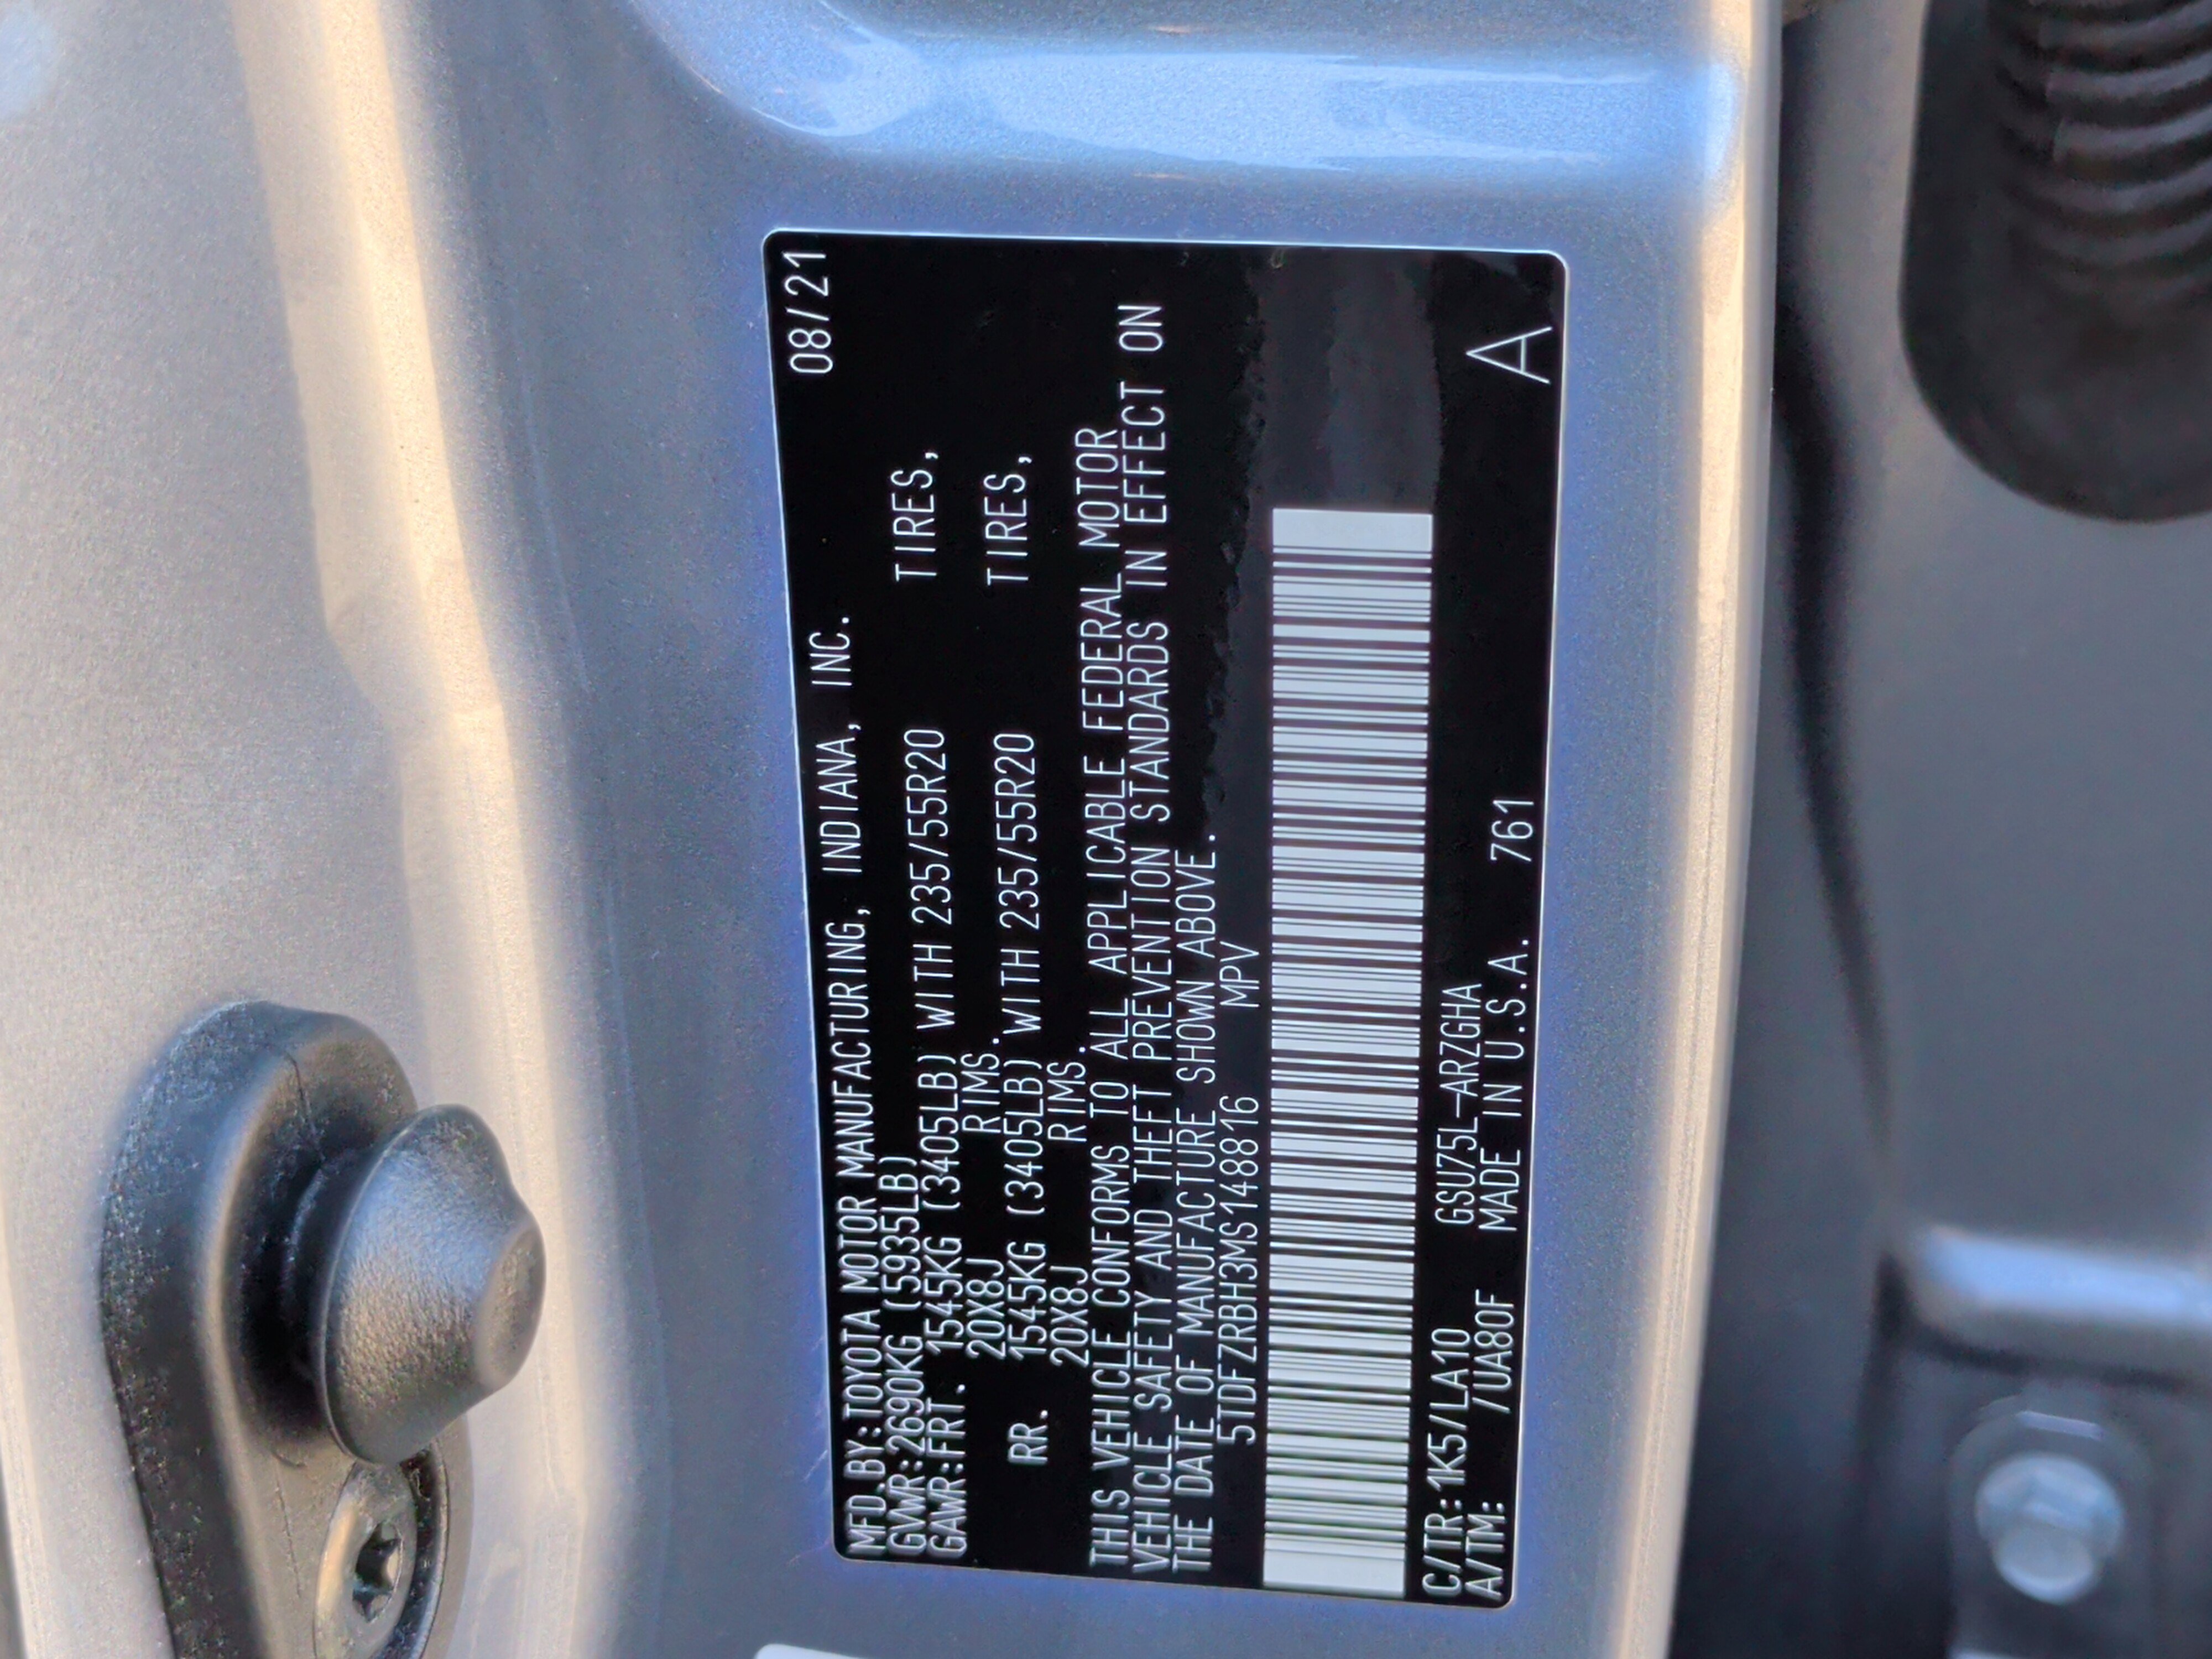 MFD.BY:TOYOTA MOTOR MANUFACTURING, INDIANA, INC. 08/21
GVWR:2690KG (5935LB)
GAWR:FRT. 1545KG (3405LB) WITH 235/55R20 TIRES,
20X8J RIMS.
RR. 1545KG (3405LB) WITH 235/55R20 TIRES,
20X8J RIMS.
THIS VEHICLE CONFORMS TO ALL APPLICABLE FEDERAL MOTOR
VEHICLE SAFETY AND THEFT PREVENTION STANDARDS IN EFFECT ON
THE DATE OF MANUFACTURE SHOWN ABOVE.
5TDFZRBH3MS148816 MPV
C/TR:1K5/LA10 GSU75L-ARZGHA
A/TM: /UA80F MADE IN U.S.A. 761 A